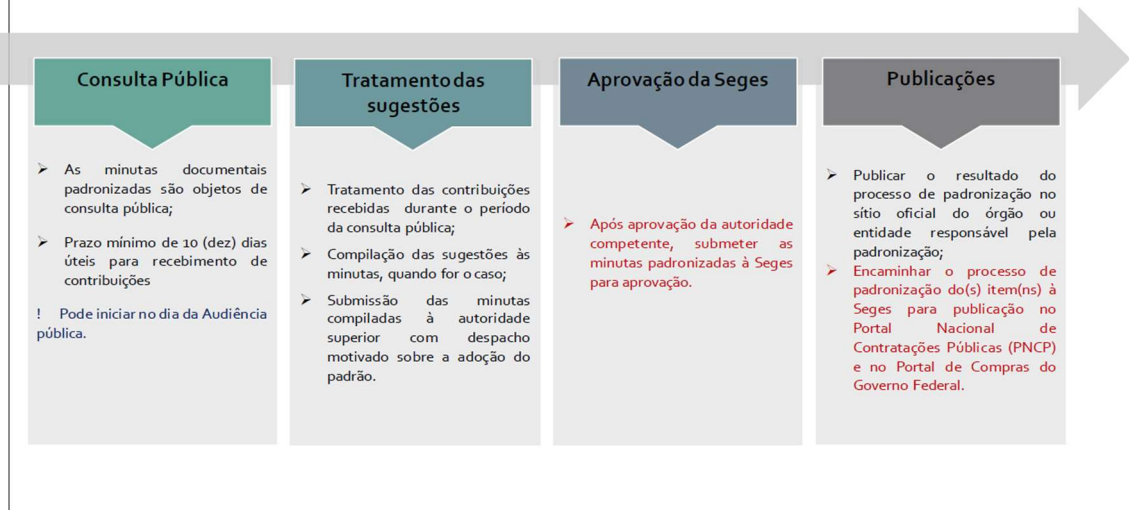 Consulta Pública
As minutas documentais
padronizadas são objetos de
consulta pública;
Prazo mínimo de 10 (dez) dias
úteis para recebimento de
contribuições
! Pode iniciar no dia da Audiência
pública.
Tratamento das
sugestões
Tratamento das contribuições
recebidas durante o período
da consulta pública;
Compilação das sugestões às
minutas, quando for o caso;
Submissão das minutas
compiladas à autoridade
superior com despacho
motivado sobre a adoção do
padrão.
Aprovação da Seges
Após aprovação da autoridade
competente, submeter as
minutas padronizadas à Seges
para aprovação.
Publicações
Publicar o resultado do
processo de padronização no
sítio oficial do órgão ou
entidade responsável pela
padronização;
Encaminhar o processo de
padronização do(s) item(ns) à
Seges para publicação no
Portal Nacional de
Contratações Públicas (PNCP)
e no Portal de Compras do
Governo Federal.